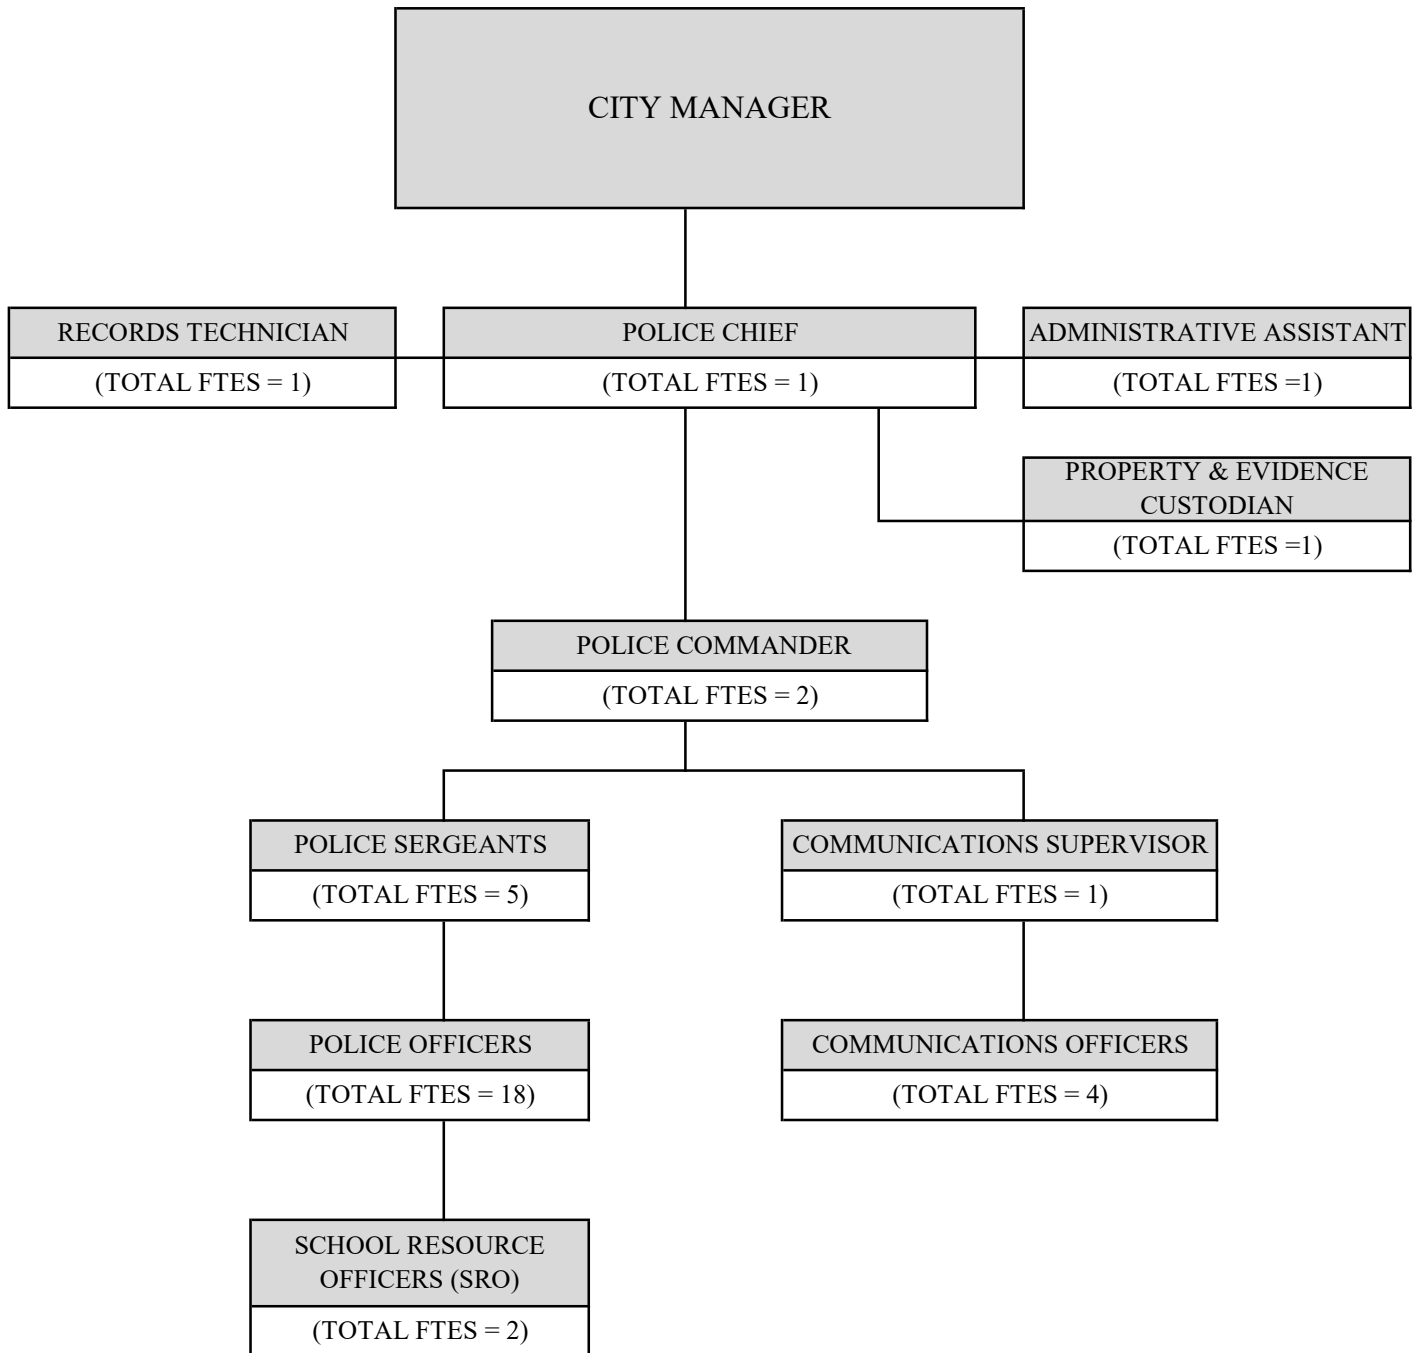 CITY MANAGER
RECORDS TECHNICIAN
(TOTAL FTES = 1)
POLICE CHIEF
(TOTAL FTES = 1)
ADMINISTRATIVE ASSISTANT
(TOTAL FTES =1)
PROPERTY & EVIDENCE
CUSTODIAN
(TOTAL FTES =1)
POLICE COMMANDER
(TOTAL FTES = 2)
POLICE SERGEANTS
(TOTAL FTES = 5)
COMMUNICATIONS SUPERVISOR
(TOTAL FTES = 1)
POLICE OFFICERS
(TOTAL FTES = 18)
COMMUNICATIONS OFFICERS
(TOTAL FTES = 4)
SCHOOL RESOURCE
OFFICERS (SRO)
(TOTAL FTES = 2)